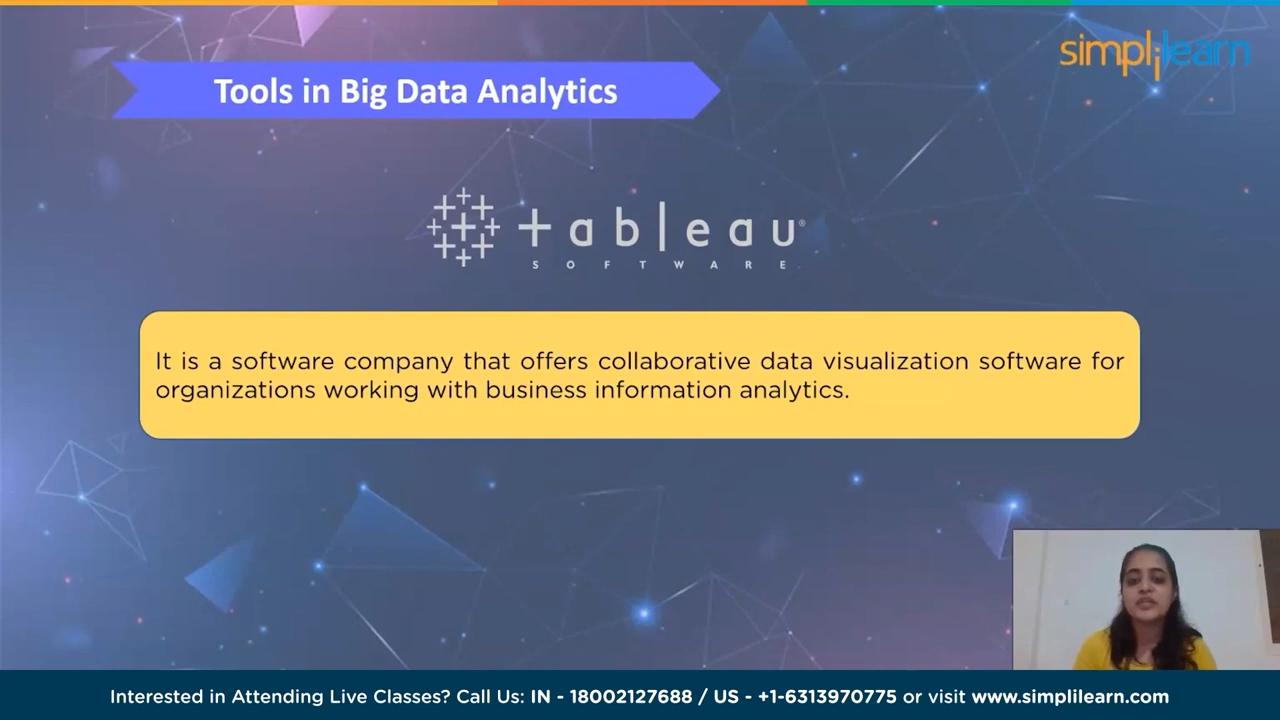 simplilearn
Tools in Big Data Analytics
+ableau®
SOFTWARE
It is a software company that offers collaborative data visualization software for
organizations working with business information analytics.
Interested in Attending Live Classes? Call Us: IN - 18002127688 / US - +1-6313970775 or visit www.simplilearn.com